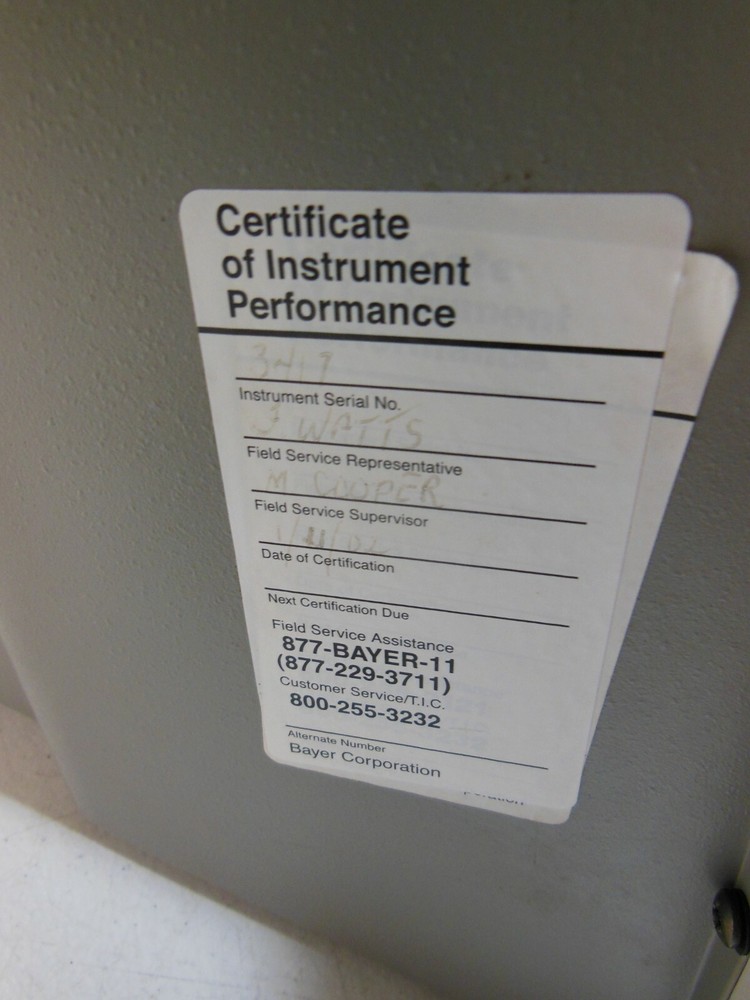 Certificate
of Instrument
Performance
Instrument Serial No.
WATTS
Field Service Representative
M COOPER
Field Service Supervisor
Date of Certification
Next Certification Due
Field Service Assistance
877-BAYER-11
(877-229-3711)
Customer Service/T.I.C.
800-255-3232
Alternate Number
Bayer Corporation